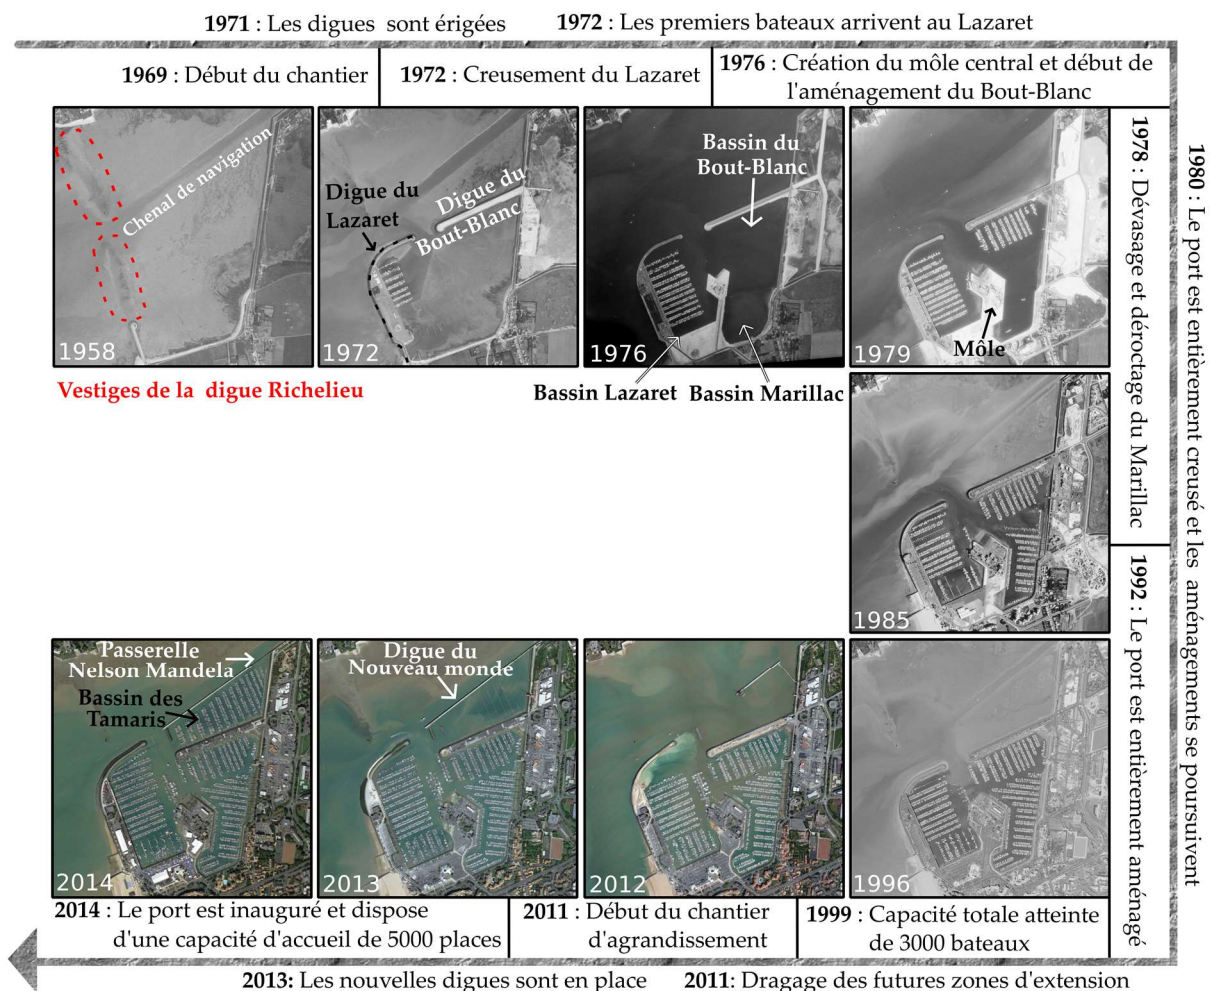 1971 : Les digues sont érigées
1972 : Les premiers bateaux arrivent au Lazaret
1969 : Début du chantier
1972 : Creusement du Lazaret
1976 : Création du môle central et début de
l'aménagement du Bout-Blanc
Chenal de navigation
1958
Vestiges de la digue Richelieu
Digue du
Lazaret
Digue du
Bout-Blanc
1972
Bassin du
Bout-Blanc
1976
Bassin Lazaret
Bassin Marillac
Môle
1979
1978 : Dévasage et déroctage du Marillac
1980 : Le port est entièrement creusé et les aménagements se poursuivent
1985
1992 : Le port est entièrement aménagé
1996
1999 : Capacité totale atteinte
de 3000 bateaux
2012
2011 : Début du chantier
d'agrandissement
2011: Dragage des futures zones d'extension
Digue du
Nouveau monde
2013
2013: Les nouvelles digues sont en place
Passerelle
Nelson Mandela
Bassin des
Tamaris
2014
2014 : Le port est inauguré et dispose
d'une capacité d'accueil de 5000 places